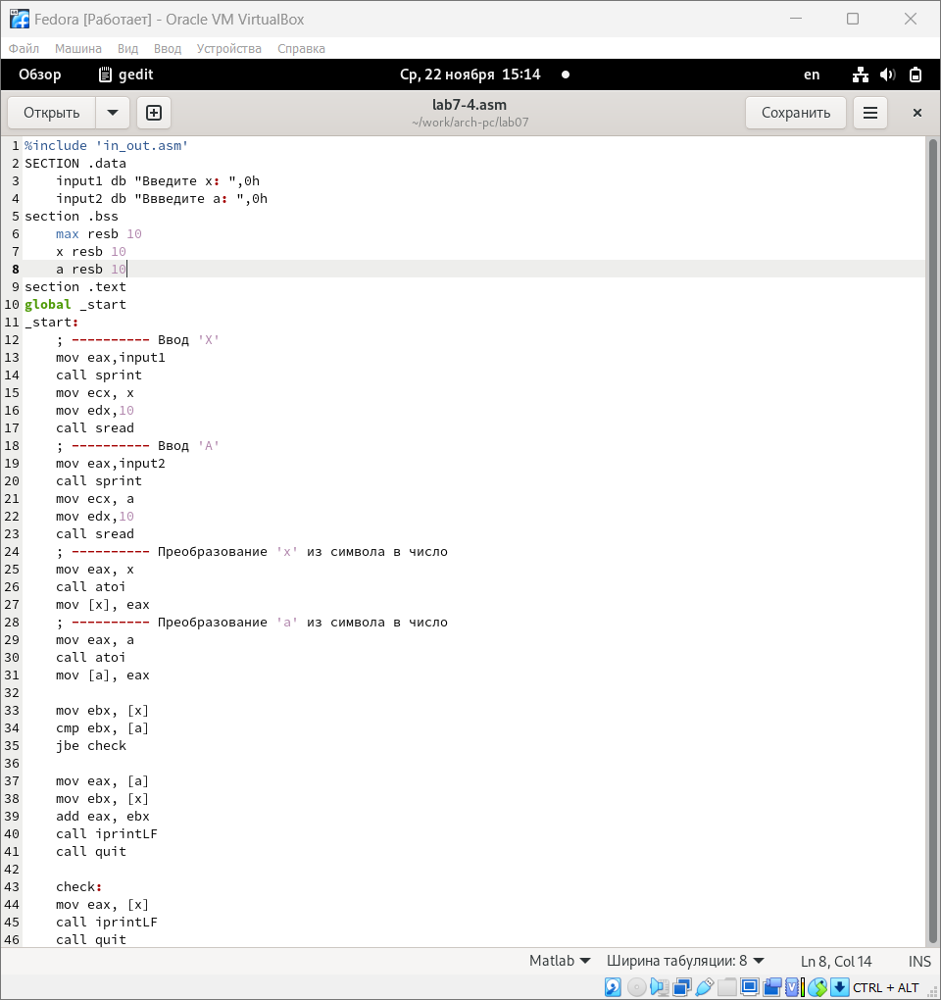 Fedora [Работает] - Oracle VM VirtualBox
Файл Машина Вид Ввод Устройства Справка
Обзор gedit Ср, 22 ноября 15:14 en
Открыть lab7-4.asm Сохранить
~/work/arch-pc/lab07
1 %include 'in_out.asm'
2 SECTION .data
3 input1 db "Введите x: ",0h
4 input2 db "Ввведите a: ",0h
5 section .bss
6 max resb 10
7 x resb 10
8 a resb 10
9 section .text
10 global _start
11 _start:
12 ; ---------- Ввод 'X'
13 mov eax,input1
14 call sprint
15 mov ecx, x
16 mov edx,10
17 call sread
18 ; ---------- Ввод 'A'
19 mov eax,input2
20 call sprint
21 mov ecx, a
22 mov edx,10
23 call sread
24 ; ---------- Преобразование 'x' из символа в число
25 mov eax, x
26 call atoi
27 mov [x], eax
28 ; ---------- Преобразование 'a' из символа в число
29 mov eax, a
30 call atoi
31 mov [a], eax
32
33 mov ebx, [x]
34 cmp ebx, [a]
35 jbe check
36
37 mov eax, [a]
38 mov ebx, [x]
39 add eax, ebx
40 call iprintLF
41 call quit
42
43 check:
44 mov eax, [x]
45 call iprintLF
46 call quit
Matlab Ширина табуляции: 8 Ln 8, Col 14 INS
CTRL + ALT